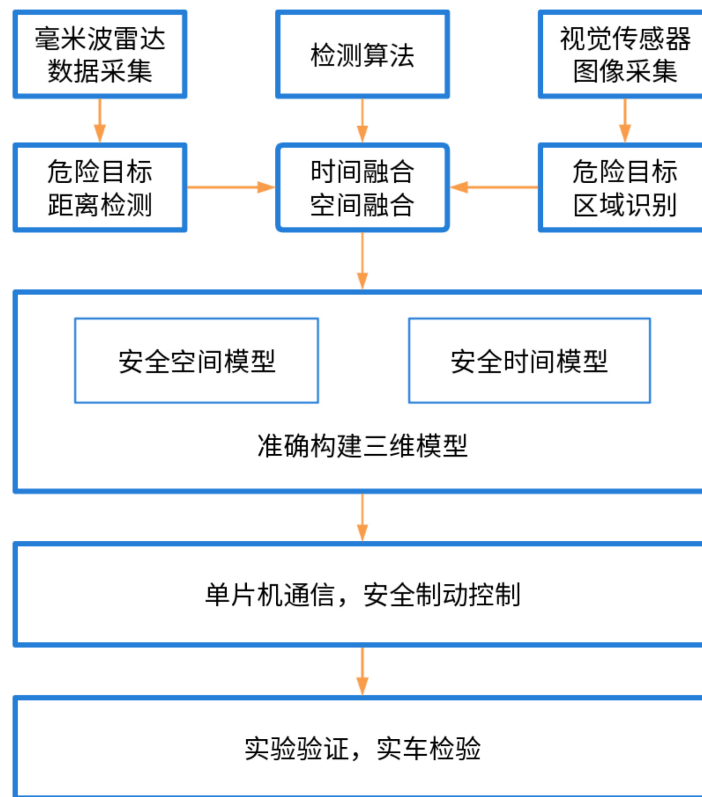 毫米波雷达
数据采集
检测算法
视觉传感器
图像采集
危险目标
距离检测
时间融合
空间融合
危险目标
区域识别
安全空间模型
安全时间模型
准确构建三维模型
单片机通信，安全制动控制
实验验证，实车检验